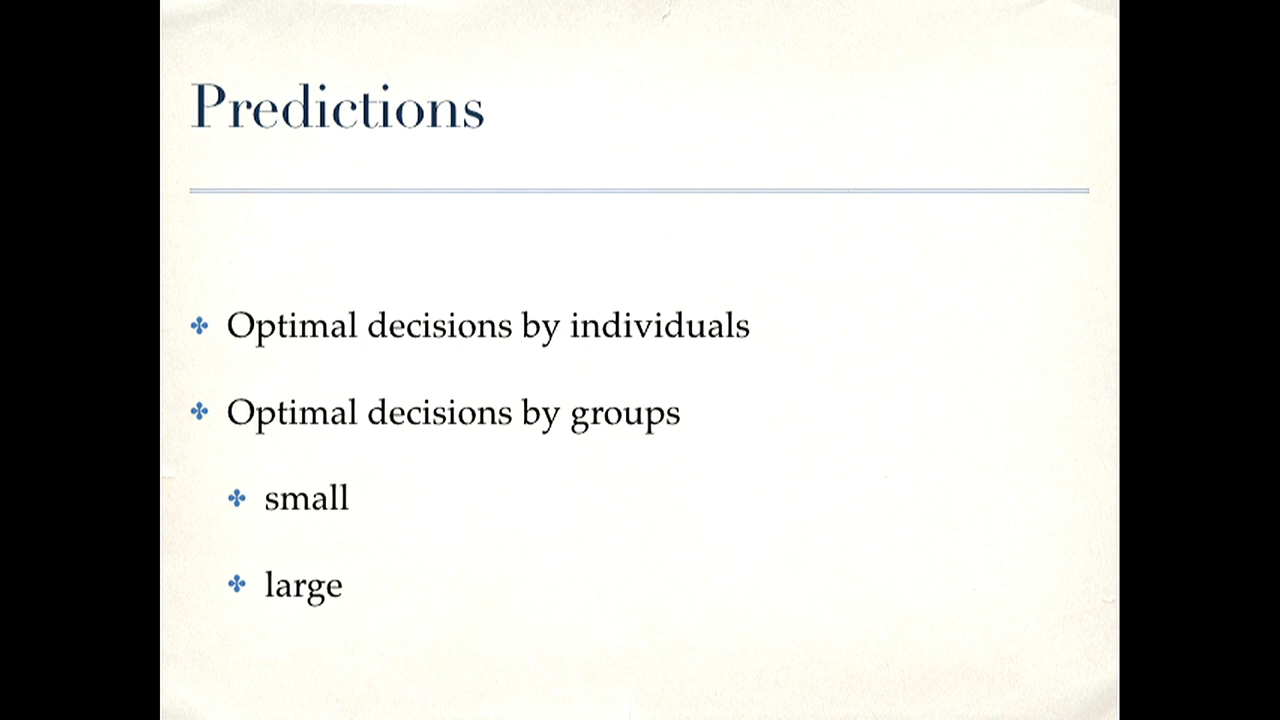 Predictions
Optimal decisions by individuals
Optimal decisions by groups
small
large